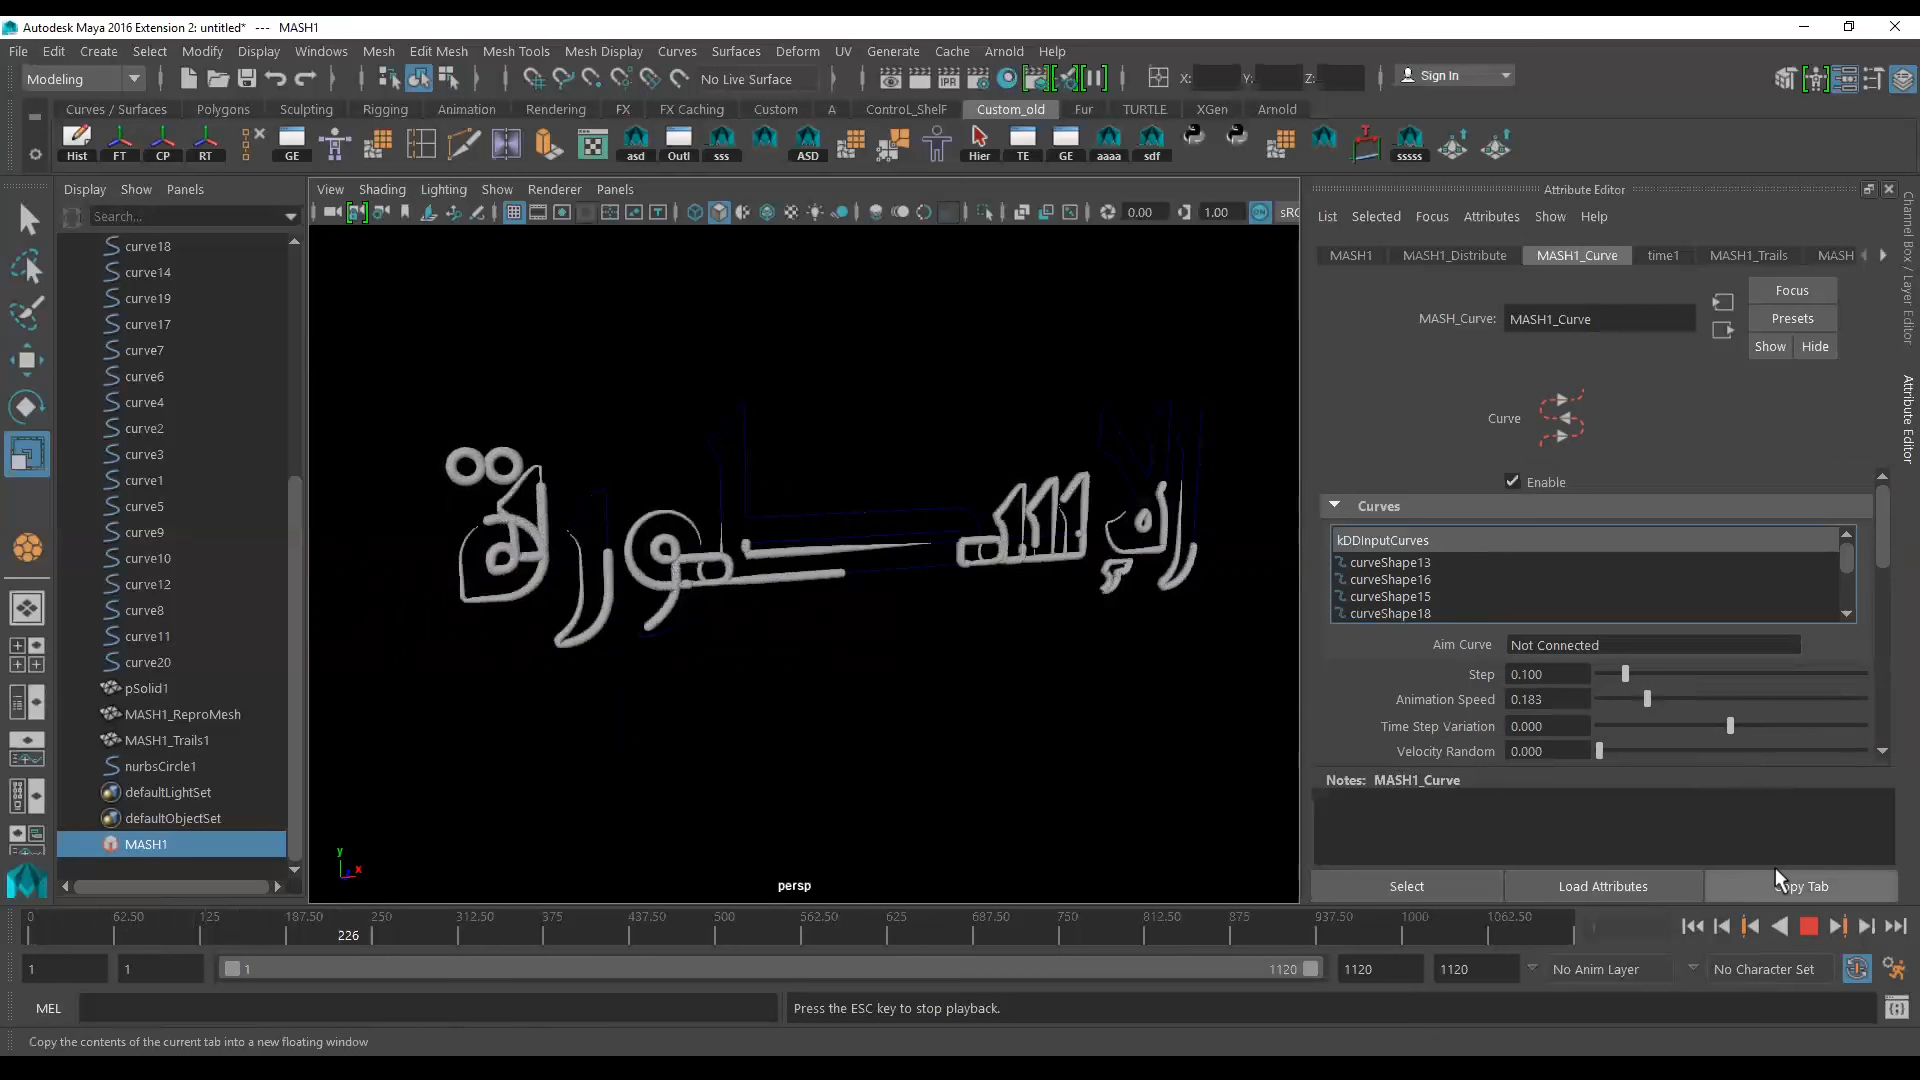 Autodesk Maya 2016 Extension 2: untitled* --- MASH1
File Edit Create Select Modify Display Windows Mesh Edit Mesh Mesh Tools Mesh Display Curves Surfaces Deform UV Generate Cache Arnold Help
Modeling No Live Surface X: Y: Z: Sign In
Curves / Surfaces Polygons Sculpting Rigging Animation Rendering FX FX Caching Custom A ControL_ShelF Custom_old Fur TURTLE XGen Arnold
IPR
Hist FT CP RT GE asd Outl sss ASD Hier TE GE aaaa sdf sssss
Display Show Panels
Search...
curve18
curve14
curve19
curve17
curve7
curve6
curve4
curve2
curve3
curve1
curve5
curve9
curve10
curve12
curve8
curve11
curve20
pSolid1
MASH1_ReproMesh
MASH1_Trails1
nurbsCircle1
defaultLightSet
defaultObjectSet
MASH1
View Shading Lighting Show Renderer Panels
0.00 1.00
y
x
persp
Attribute Editor
List Selected Focus Attributes Show Help
MASH1 MASH1_Distribute MASH1_Curve time1 MASH1_Trails MASH
MASH_Curve: MASH1_Curve
Focus
Presets
Show Hide
Curve
Enable
Curves
kDDInputCurves
curveShape13
curveShape16
curveShape15
curveShape18
Aim Curve Not Connected
Step 0.100
Animation Speed 0.183
Time Step Variation 0.000
Velocity Random 0.000
Notes: MASH1_Curve
Select Load Attributes Copy Tab
Channel Box / Layer Editor
Attribute Editor
0 62.50 125 187.50 250 312.50 375 437.50 500 562.50 625 687.50 750 812.50 875 937.50 1000 1062.50
226
1 1 1 1120 1120 1120 No Anim Layer No Character Set
MEL Press the ESC key to stop playback.
Copy the contents of the current tab into a new floating window